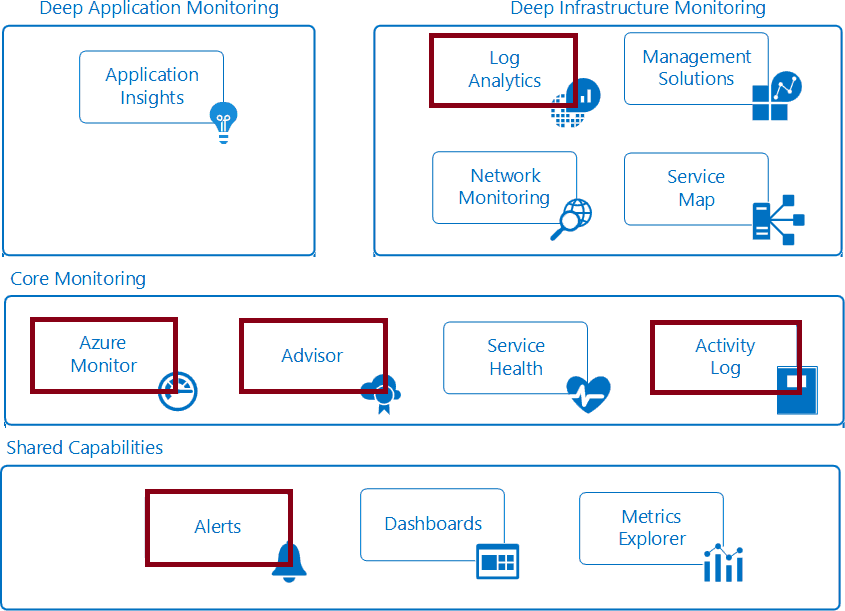 Deep Application Monitoring
Deep Infrastructure Monitoring
Application
Insights
Log
Analytics
Management
Solutions
Network
Monitoring
Service
Map
Core Monitoring
Azure
Monitor
Advisor
Service
Health
Activity
Log
Shared Capabilities
Alerts
Dashboards
Metrics
Explorer